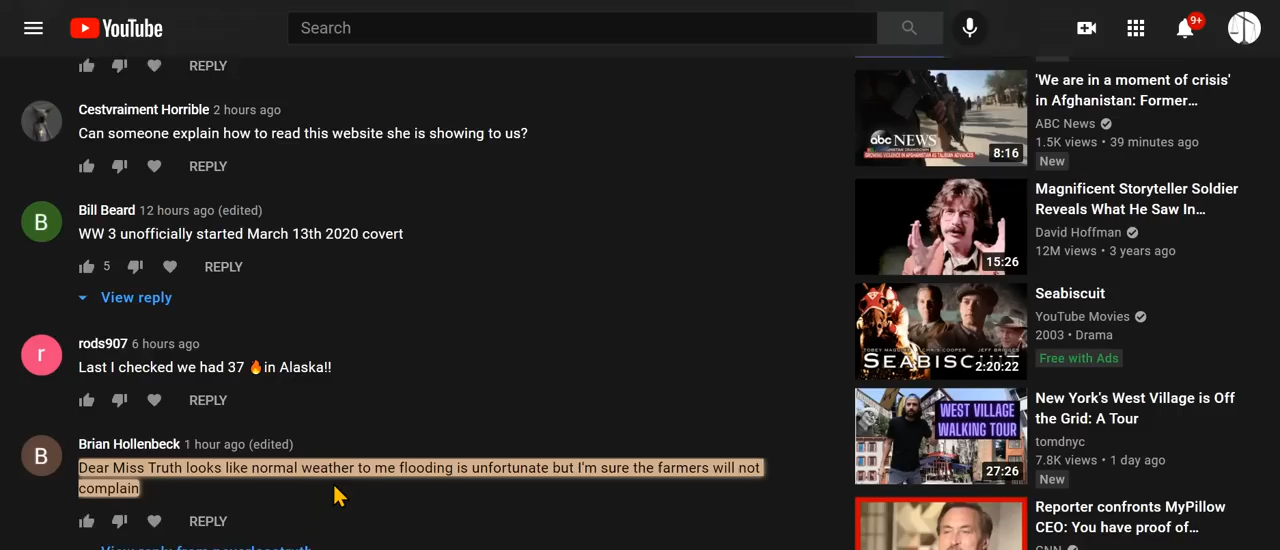 YouTube
Search
9+
REPLY
Cestvraiment Horrible 2 hours ago
Can someone explain how to read this website she is showing to us?
REPLY
B
Bill Beard 12 hours ago (edited)
WW 3 unofficially started March 13th 2020 covert
5 REPLY
View reply
r
rods907 6 hours ago
Last I checked we had 37 🔥in Alaska!!
REPLY
B
Brian Hollenbeck 1 hour ago (edited)
Dear Miss Truth looks like normal weather to me flooding is unfortunate but I'm sure the farmers will not
complain
REPLY
View reply from
abc NEWS
8:16
'We are in a moment of crisis'
in Afghanistan: Former…
ABC News
1.5K views • 39 minutes ago
New
15:26
Magnificent Storyteller Soldier
Reveals What He Saw In…
David Hoffman
12M views • 3 years ago
SEABISCUIT
2:20:22
Seabiscuit
YouTube Movies
2003 • Drama
Free with Ads
WEST VILLAGE
WALKING TOUR
27:26
New York's West Village is Off
the Grid: A Tour
tomdnyc
7.8K views • 1 day ago
New
Reporter confronts MyPillow
CEO: You have proof of…
CNN